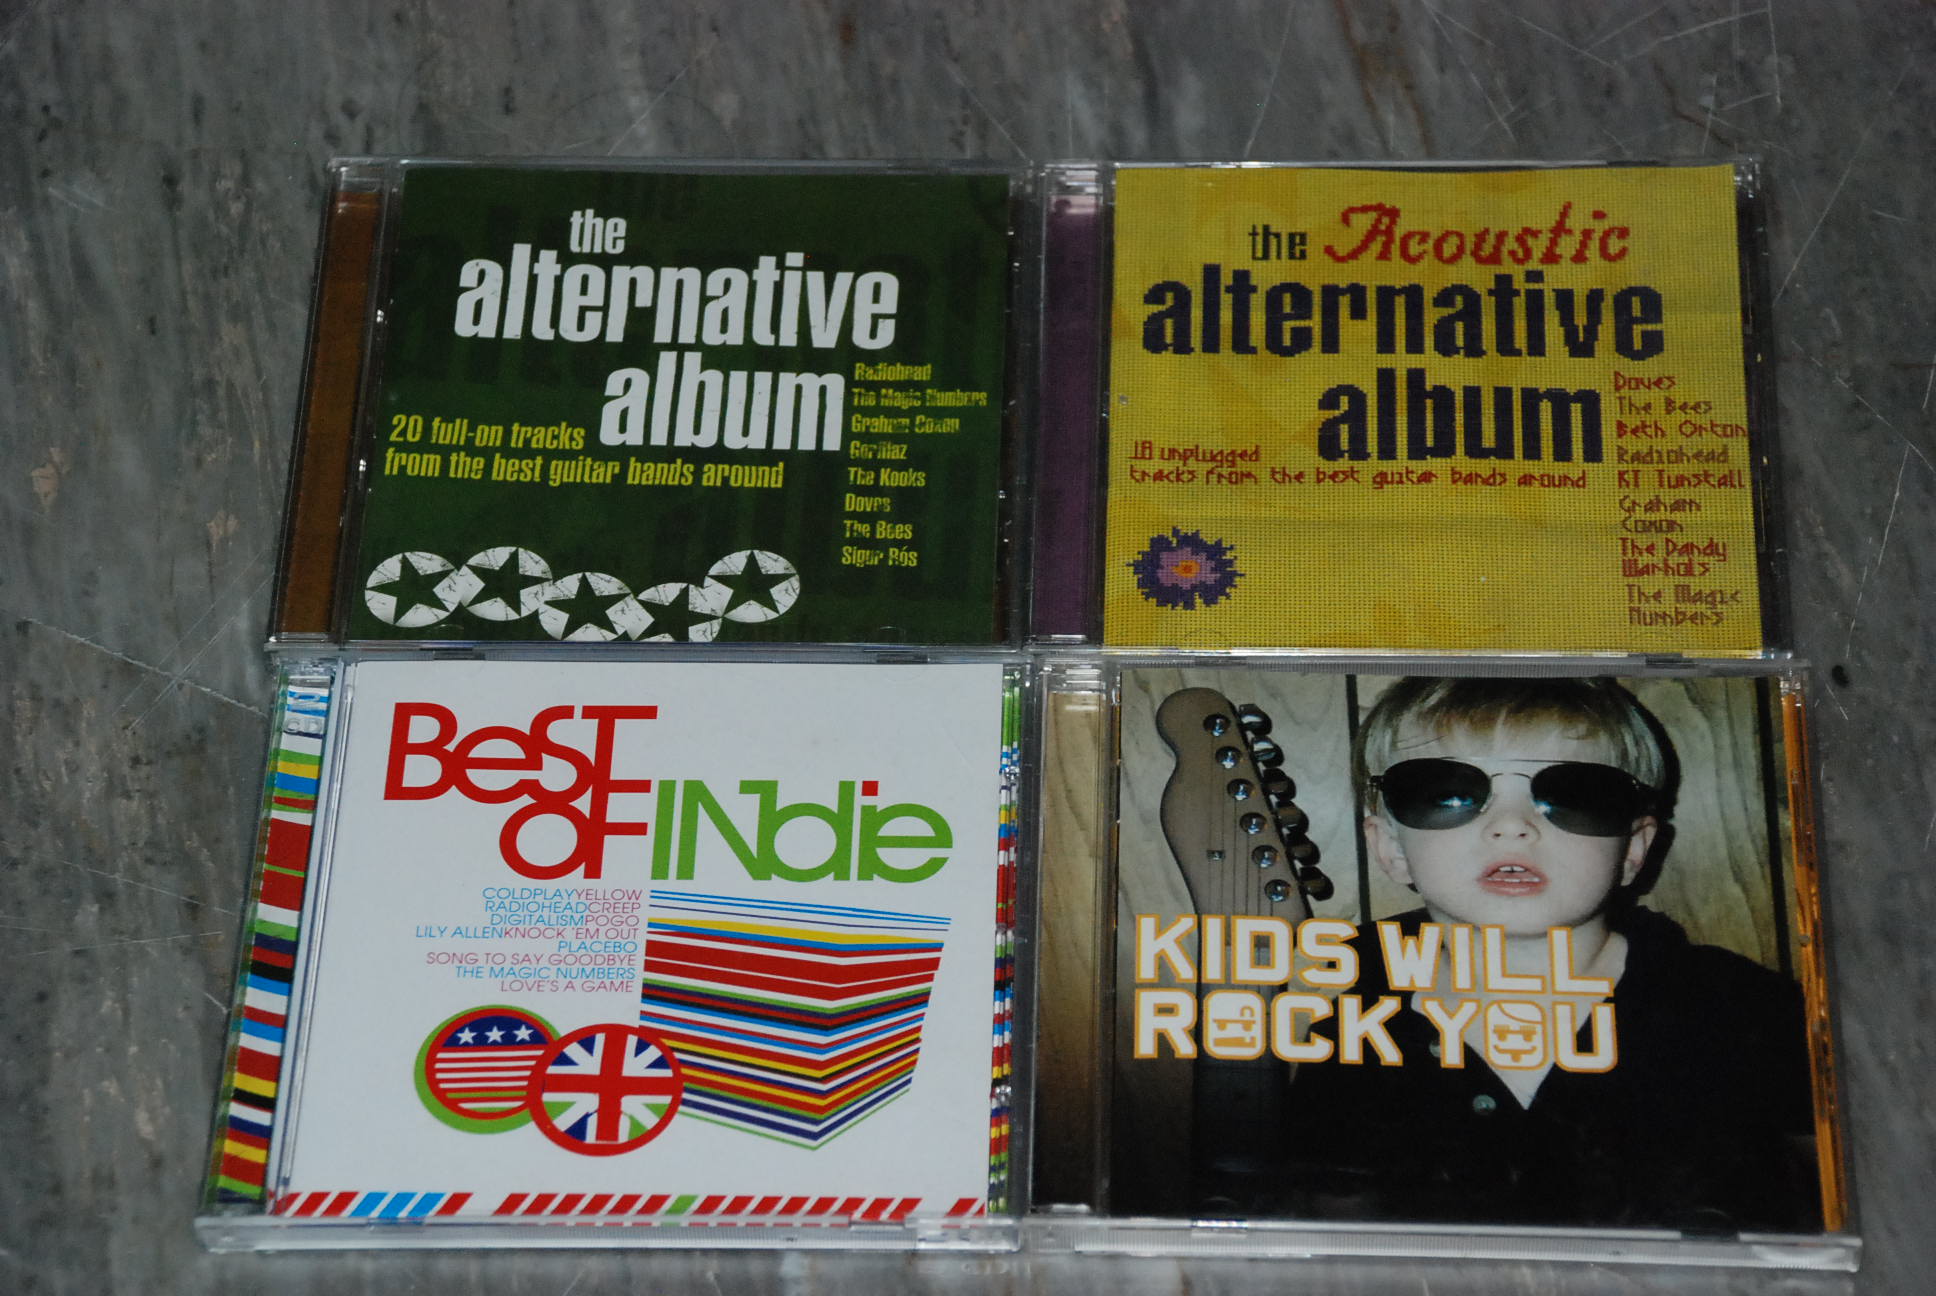 the
alternative
album
20 full-on tracks
from the best guitar bands around
Radiohead
The Magic Numbers
Graham Coxon
Gorillaz
The Kooks
Doves
The Bees
Sigur Rós
the Acoustic
alternative
album
18 unplugged
tracks from the best guitar bands around
Doves
The Bees
Beth Orton
Radiohead
KT Tunstall
Graham
Coxon
The Dandy
Warhols
The Magic
Numbers
BeST
OF INdie
COLDPLAYYELLOW
RADIOHEADCREEP
DIGITALISMPOGO
LILY ALLENKNOCK 'EM OUT
PLACEBO
SONG TO SAY GOODBYE
THE MAGIC NUMBERS
LOVE'S A GAME
KIDS WILL
ROCK YOU